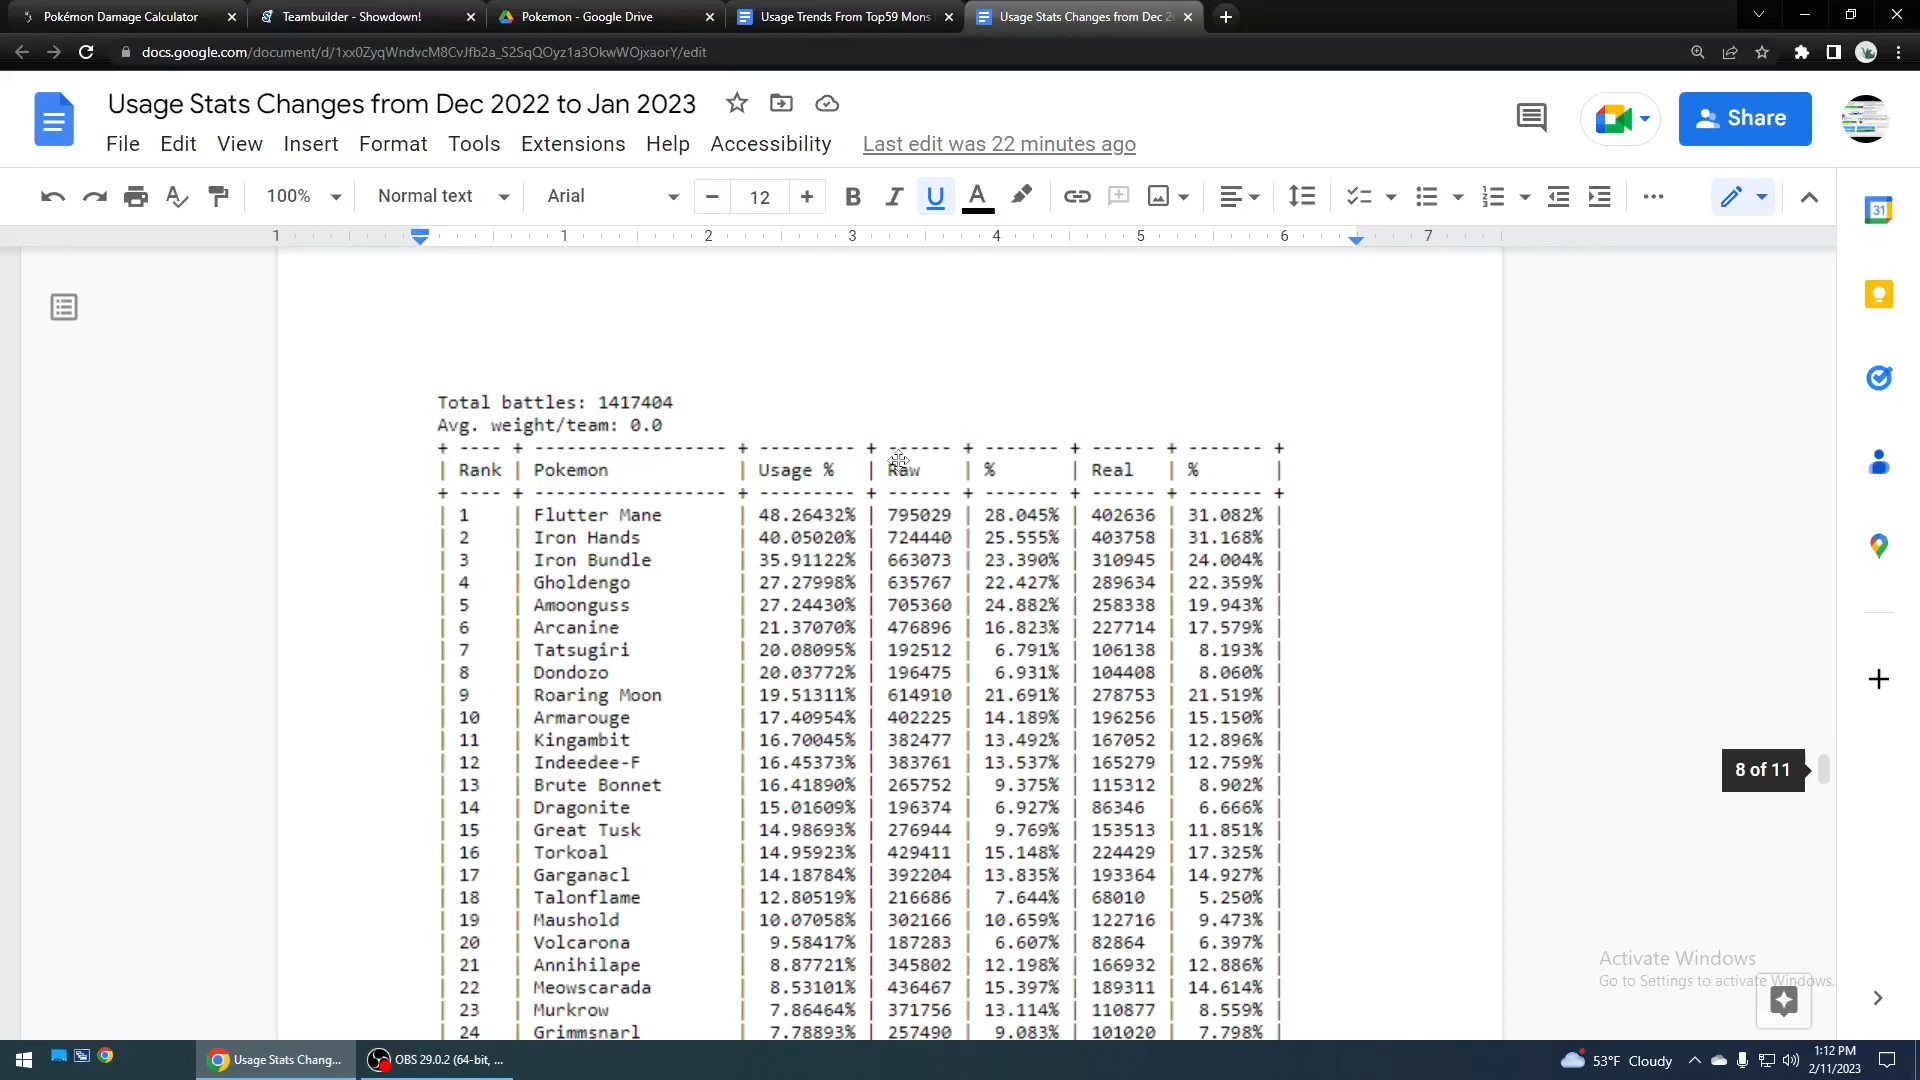 Pokémon Damage Calculator
Teambuilder - Showdown!
Pokemon - Google Drive
Usage Trends From Top59 Mons
Usage Stats Changes from Dec 2
docs.google.com/document/d/1xx0ZyqWndvcM8CvJfb2a_S2SqQOyz1a3OkwWOjxaorY/edit
Usage Stats Changes from Dec 2022 to Jan 2023
Share
File Edit View Insert Format Tools Extensions Help Accessibility Last edit was 22 minutes ago
100% Normal text Arial 12
31
1 1 2 3 4 5 6 7
Total battles: 1417404
Avg. weight/team: 0.0
+ ---- + ------------------ + --------- + ------ + ------- + ------ + ------- +
| Rank | Pokemon | Usage % | Raw | % | Real | % |
+ ---- + ------------------ + --------- + ------ + ------- + ------ + ------- +
| 1 | Flutter Mane | 48.26432% | 795029 | 28.045% | 402636 | 31.082% |
| 2 | Iron Hands | 40.05020% | 724440 | 25.555% | 403758 | 31.168% |
| 3 | Iron Bundle | 35.91122% | 663073 | 23.390% | 310945 | 24.004% |
| 4 | Gholdengo | 27.27998% | 635767 | 22.427% | 289634 | 22.359% |
| 5 | Amoonguss | 27.24430% | 705360 | 24.882% | 258338 | 19.943% |
| 6 | Arcanine | 21.37070% | 476896 | 16.823% | 227714 | 17.579% |
| 7 | Tatsugiri | 20.08095% | 192512 | 6.791% | 106138 | 8.193% |
| 8 | Dondozo | 20.03772% | 196475 | 6.931% | 104408 | 8.060% |
| 9 | Roaring Moon | 19.51311% | 614910 | 21.691% | 278753 | 21.519% |
| 10 | Armarouge | 17.40954% | 402225 | 14.189% | 196256 | 15.150% |
| 11 | Kingambit | 16.70045% | 382477 | 13.492% | 167052 | 12.896% |
| 12 | Indeedee-F | 16.45373% | 383761 | 13.537% | 165279 | 12.759% |
| 13 | Brute Bonnet | 16.41890% | 265752 | 9.375% | 115312 | 8.902% |
8 of 11
| 14 | Dragonite | 15.01609% | 196374 | 6.927% | 86346 | 6.666% |
| 15 | Great Tusk | 14.98693% | 276944 | 9.769% | 153513 | 11.851% |
| 16 | Torkoal | 14.95923% | 429411 | 15.148% | 224429 | 17.325% |
| 17 | Garganacl | 14.18784% | 392204 | 13.835% | 193364 | 14.927% |
| 18 | Talonflame | 12.80519% | 216686 | 7.644% | 68010 | 5.250% |
| 19 | Maushold | 10.07058% | 302166 | 10.659% | 122716 | 9.473% |
| 20 | Volcarona | 9.58417% | 187283 | 6.607% | 82864 | 6.397% |
| 21 | Annihilape | 8.87721% | 345802 | 12.198% | 166932 | 12.886% |
| 22 | Meowscarada | 8.53101% | 436467 | 15.397% | 189311 | 14.614% |
| 23 | Murkrow | 7.86464% | 371756 | 13.114% | 110877 | 8.559% |
| 24 | Grimmsnarl | 7.78893% | 257490 | 9.083% | 101020 | 7.798% |
Activate Windows
Go to Settings to activate Windows.
Usage Stats Chang...
OBS 29.0.2 (64-bit, ...
53°F Cloudy
1:12 PM
2/11/2023